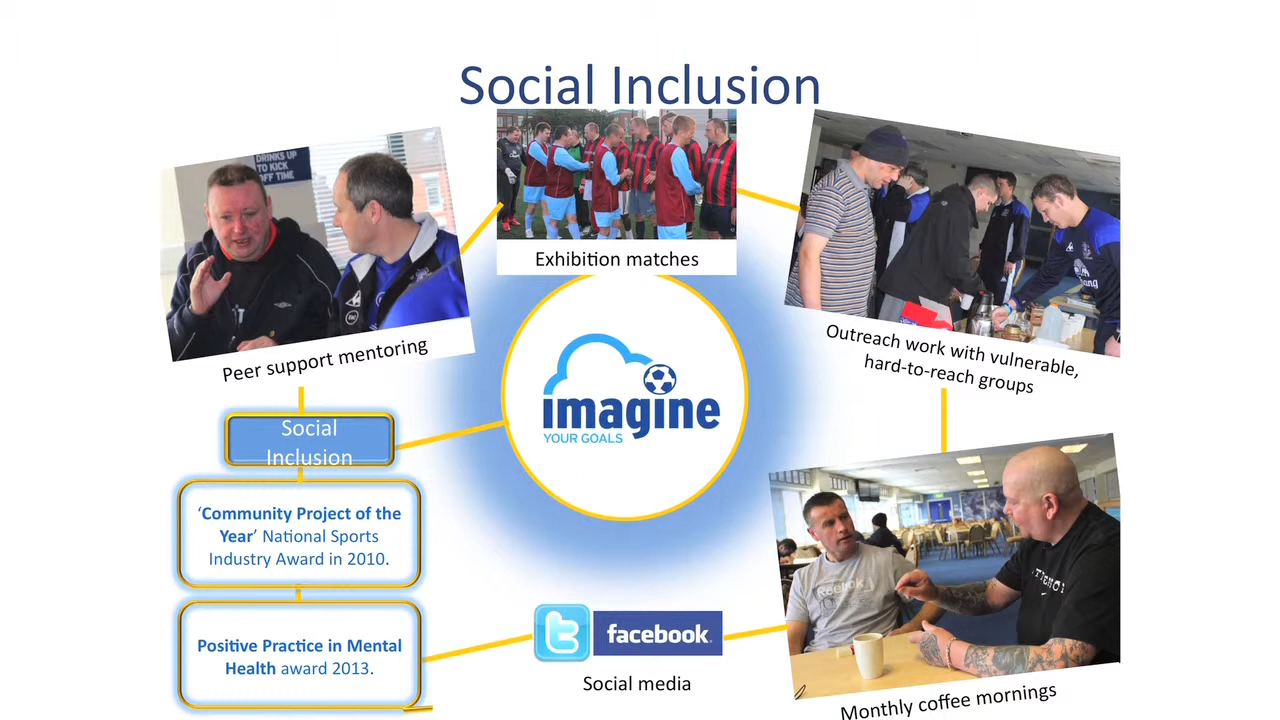 Social Inclusion
DRINKS UP
TO KICK
OFF TIME
Peer support mentoring
Exhibition matches
Outreach work with vulnerable,
hard-to-reach groups
imagine
YOUR GOALS
Social
Inclusion
‘Community Project of the
Year’ National Sports
Industry Award in 2010.
Positive Practice in Mental
Health award 2013.
facebook
Social media
Reebok
Monthly coffee mornings